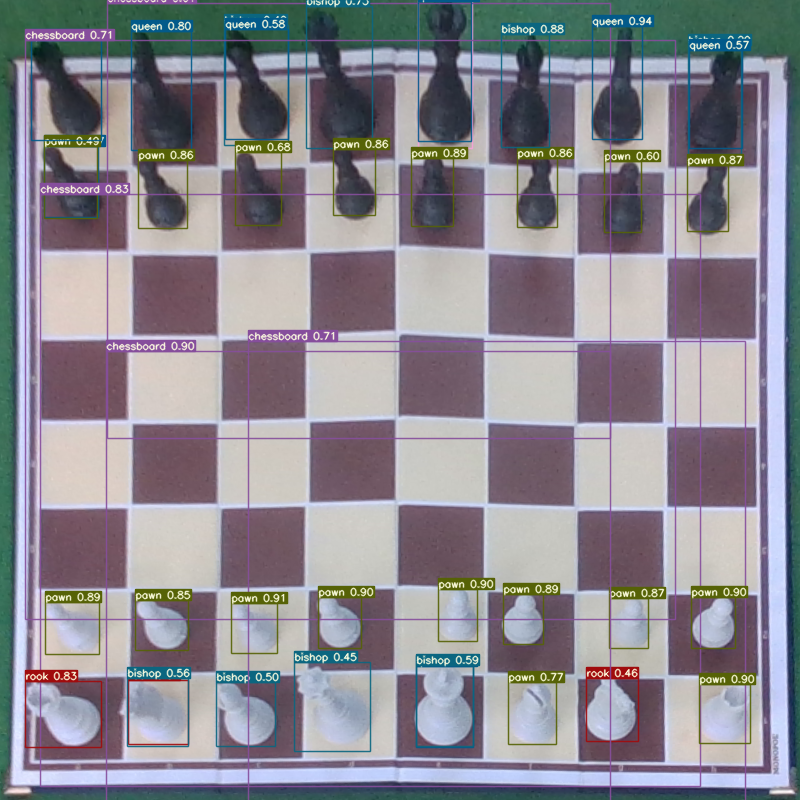 bishop 0.75
queen 0.80
queen 0.58
queen 0.94
chessboard 0.71
bishop 0.88
queen 0.57
pawn 0.49
pawn 0.86
pawn 0.68
pawn 0.86
pawn 0.89
pawn 0.86
pawn 0.60
pawn 0.87
chessboard 0.83
chessboard 0.71
chessboard 0.90
pawn 0.89
pawn 0.85
pawn 0.91
pawn 0.90
pawn 0.90
pawn 0.89
pawn 0.87
pawn 0.90
rook 0.83
bishop 0.56
bishop 0.50
bishop 0.45
bishop 0.59
pawn 0.77
rook 0.46
pawn 0.90